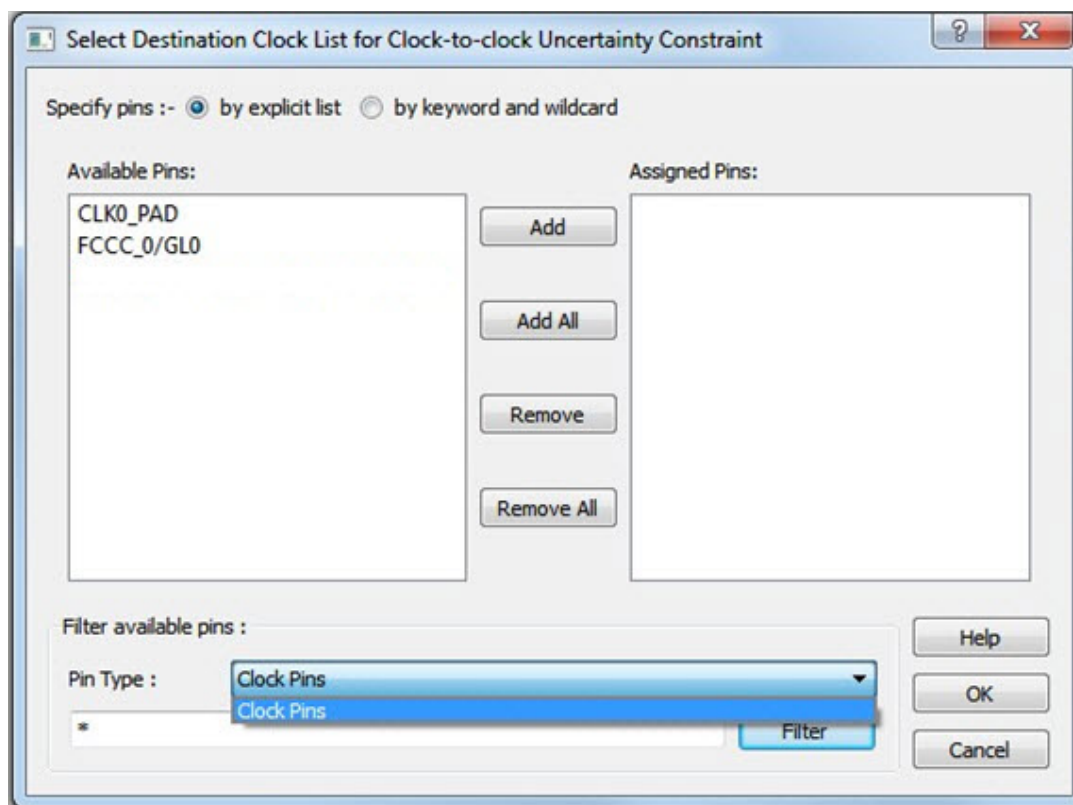 Select Destination Clock List for Clock-to-clock Uncertainty Constraint
Specify pins :- by explicit list by keyword and wildcard
Available Pins:
Assigned Pins:
CLK0_PAD
FCCC_0/GL0
Add
Add All
Remove
Remove All
Filter available pins :
Pin Type :
Clock Pins
Clock Pins
*
Filter
Help
OK
Cancel